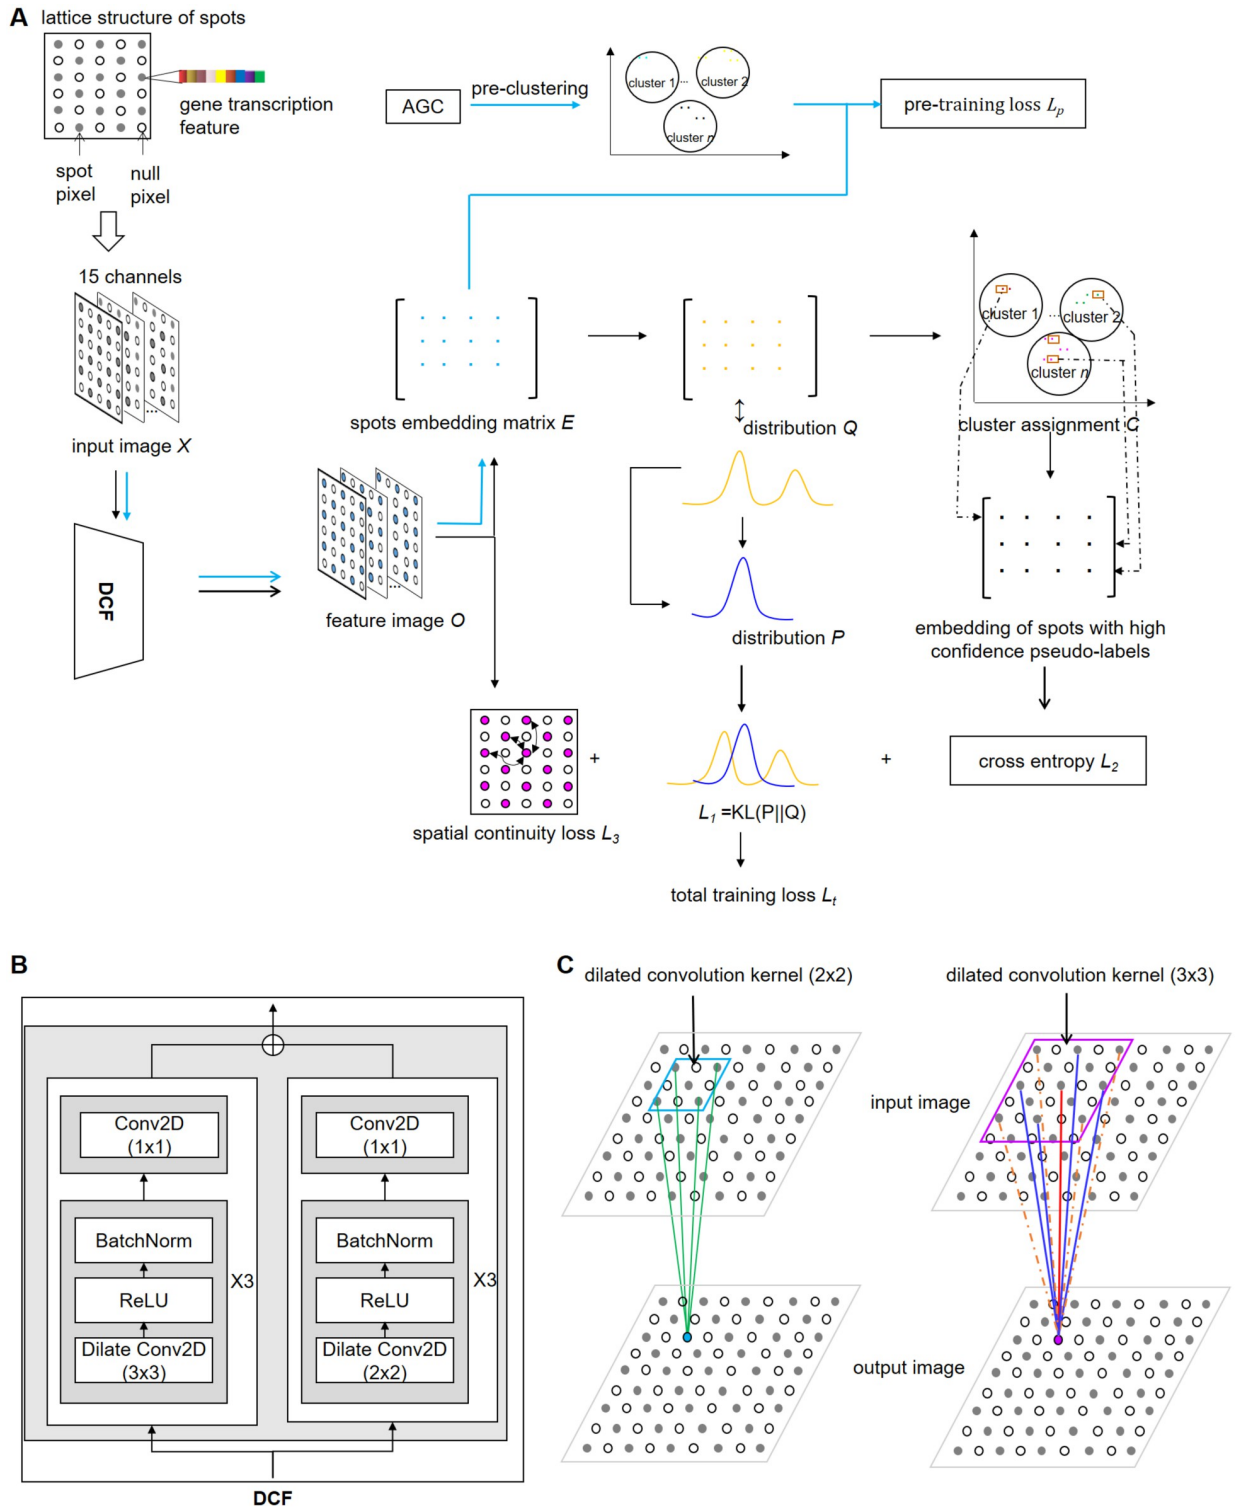 A
lattice structure of spots
gene transcription
feature
spot
pixel
null
pixel
AGC
pre-clustering
cluster 1
...
cluster 2
cluster n
pre-training loss Lp
15 channels
...
input image X
DCF
spots embedding matrix E
...
feature image O
distribution Q
distribution P
cluster 1
...
cluster 2
cluster n
cluster assignment C
embedding of spots with high
confidence pseudo-labels
+
+
cross entropy L2
spatial continuity loss L3
L1 =KL(P||Q)
total training loss Lt
B
Conv2D
(1x1)
Conv2D
(1x1)
BatchNorm
BatchNorm
X3
X3
ReLU
ReLU
Dilate Conv2D
(3x3)
Dilate Conv2D
(2x2)
DCF
C
dilated convolution kernel (2x2)
dilated convolution kernel (3x3)
input image
output image